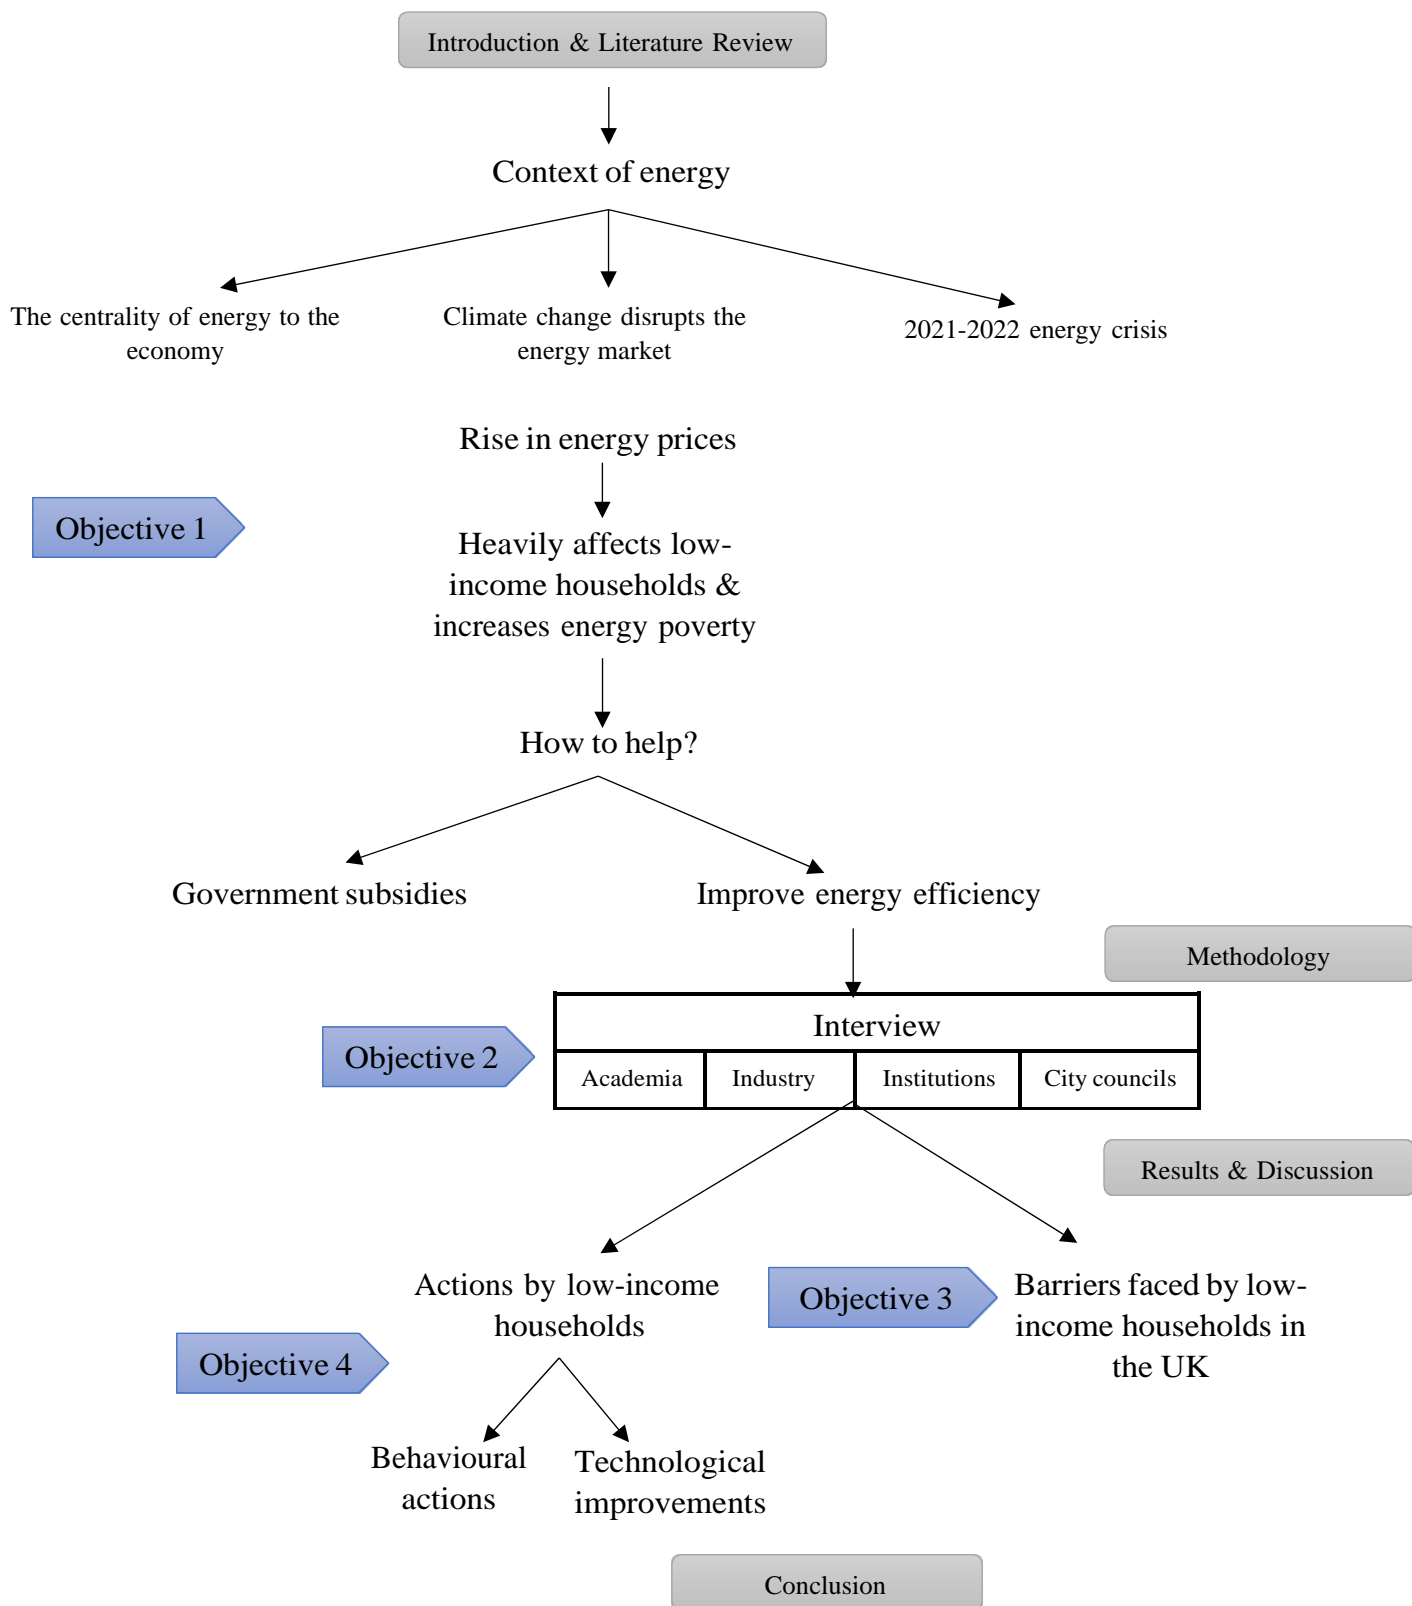 Introduction & Literature Review
Context of energy
The centrality of energy to the
economy
Climate change disrupts the
energy market
2021-2022 energy crisis
Rise in energy prices
Objective 1
Heavily affects low-
income households &
increases energy poverty
How to help?
Government subsidies
Improve energy efficiency
Methodology
Interview
Objective 2
Academia
Industry
Institutions
City councils
Results & Discussion
Actions by low-income
households
Objective 3
Barriers faced by low-
income households in
the UK
Objective 4
Behavioural
actions
Technological
improvements
Conclusion